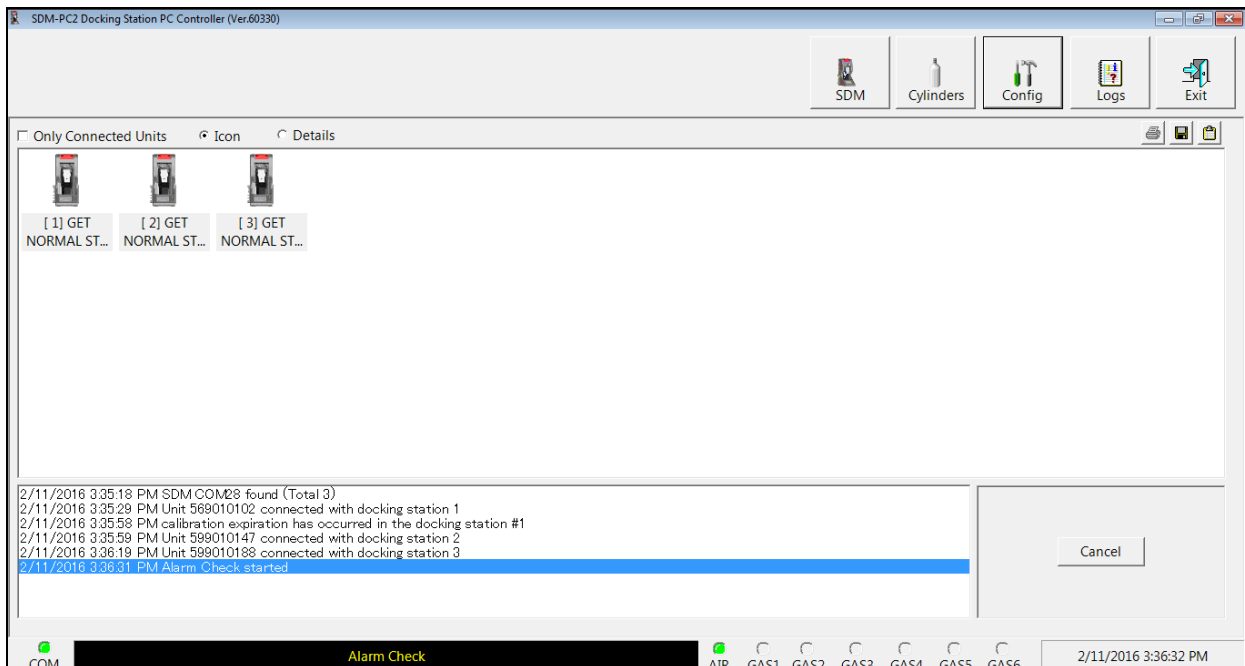 SDM-PC2 Docking Station PC Controller (Ver.60330)
SDM
Cylinders
Config
Logs
Exit
Only Connected Units
Icon
Details
[ 1] GET
NORMAL ST...
[ 2] GET
NORMAL ST...
[ 3] GET
NORMAL ST...
2/11/2016 3:35:18 PM SDM COM28 found (Total 3)
2/11/2016 3:35:29 PM Unit 569010102 connected with docking station 1
2/11/2016 3:35:58 PM calibration expiration has occurred in the docking station #1
2/11/2016 3:35:59 PM Unit 599010147 connected with docking station 2
2/11/2016 3:36:19 PM Unit 599010188 connected with docking station 3
2/11/2016 3:36:31 PM Alarm Check started
Cancel
COM
Alarm Check
AIR GAS1 GAS2 GAS3 GAS4 GAS5 GAS6
2/11/2016 3:36:32 PM